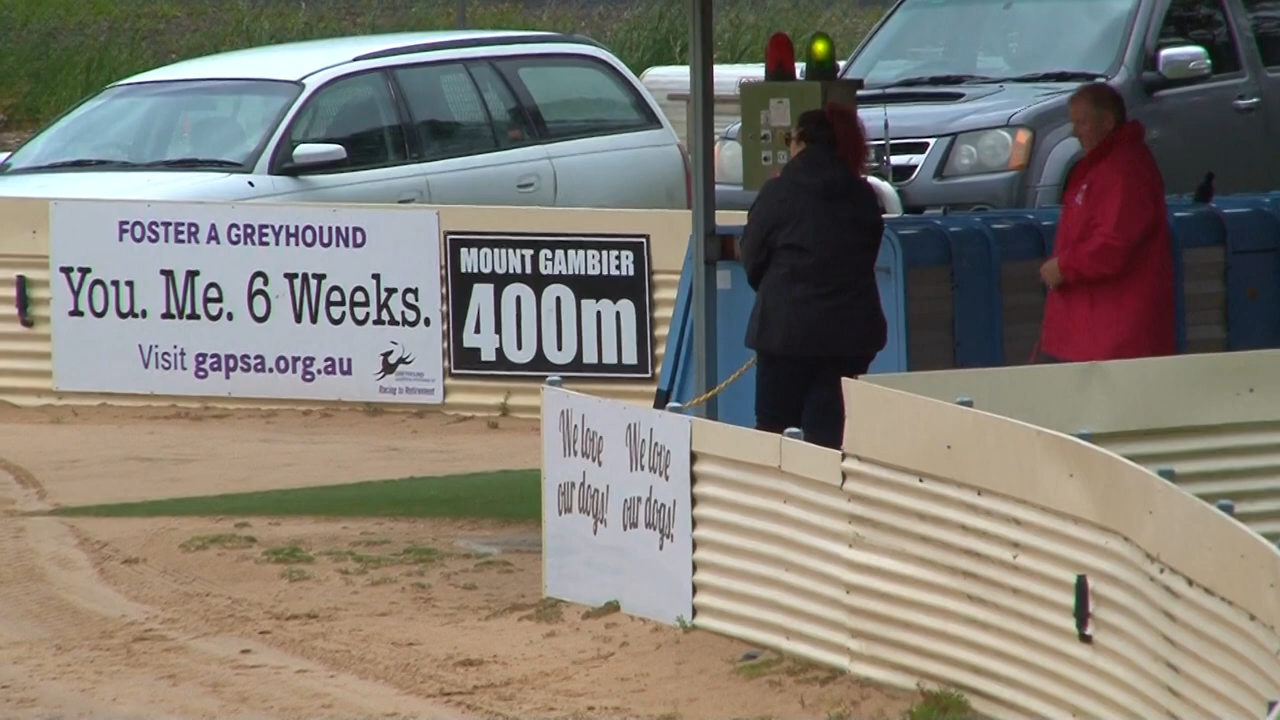 FOSTER A GREYHOUND
You. Me. 6 Weeks.
Visit gapsa.org.au
Racing to Retirement
MOUNT GAMBIER
400m
We love
our dogs!
We love
our dogs!